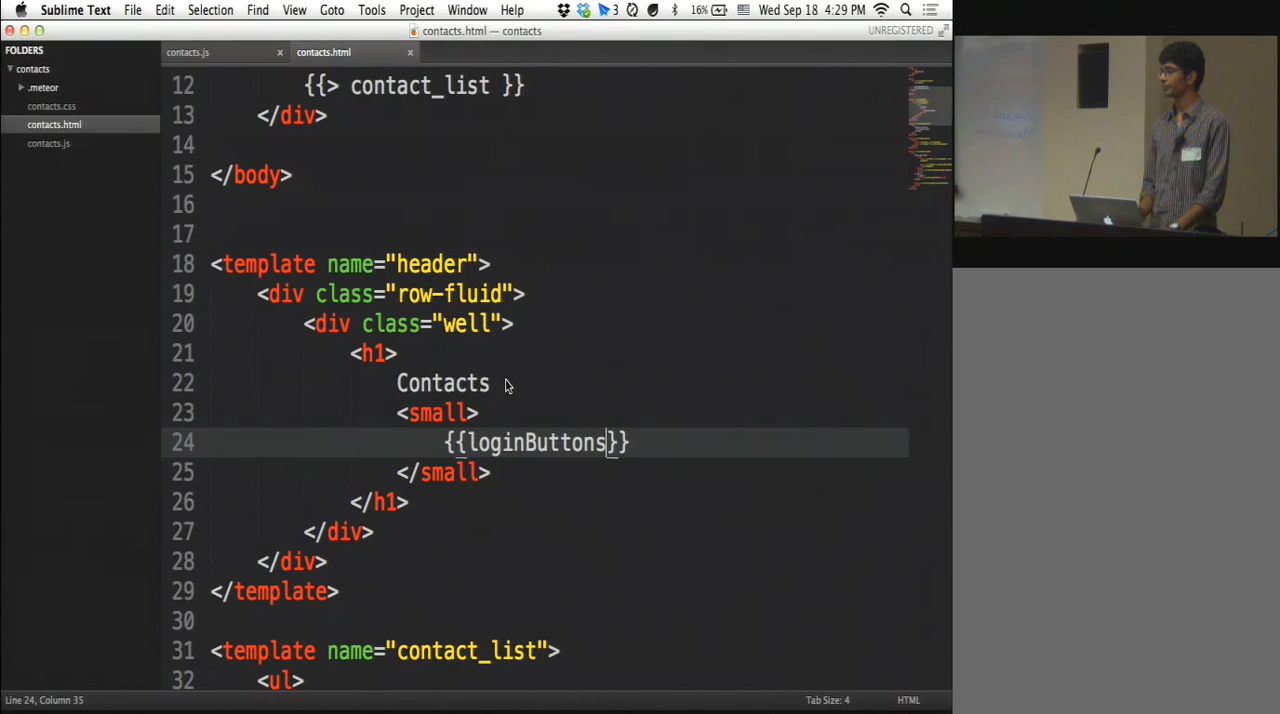 Sublime Text File Edit Selection Find View Goto Tools Project Window Help 3 16% Wed Sep 18 4:29 PM
contacts.html — contacts UNREGISTERED
FOLDERS
contacts
.meteor
contacts.css
contacts.html
contacts.js
contacts.js × contacts.html ×
12 {{> contact_list }}
13 </div>
14
15 </body>
16
17
18 <template name="header">
19 <div class="row-fluid">
20 <div class="well">
21 <h1>
22 Contacts
23 <small>
24 {{loginButtons}}
25 </small>
26 </h1>
27 </div>
28 </div>
29 </template>
30
31 <template name="contact_list">
32 <ul>
Line 24, Column 35 Tab Size: 4 HTML